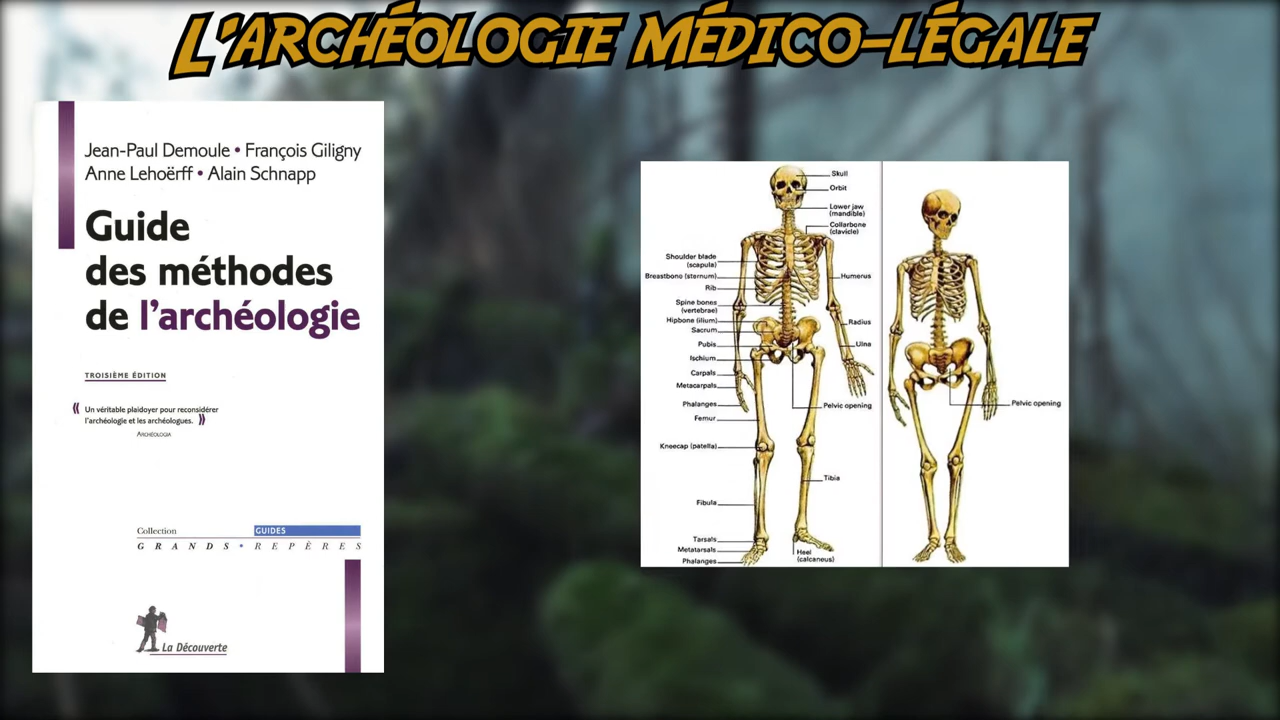 L'ARCHÉOLOGIE MÉDICO-LÉGALE
Jean-Paul Demoule • François Giligny
Anne Lehoërff • Alain Schnapp
Guide
des méthodes
de l'archéologie
TROISIÈME ÉDITION
« Un véritable plaidoyer pour reconsidérer
l'archéologie et les archéologues. »
ARCHÉOLOGIA
Collection
GUIDES
GRANDS • REPÈRES
La Découverte
Skull
Orbit
Lower jaw
(mandible)
Collarbone
(clavicle)
Shoulder blade
(scapula)
Breastbone (sternum)
Humerus
Rib
Spine bones
(vertebrae)
Hipbone (ilium)
Radius
Sacrum
Pubis
Ulna
Ischium
Carpals
Metacarpals
Phalanges
Pelvic opening
Femur
Kneecap (patella)
Tibia
Fibula
Tarsals
Metatarsals
Heel
(calcaneus)
Phalanges
Pelvic opening